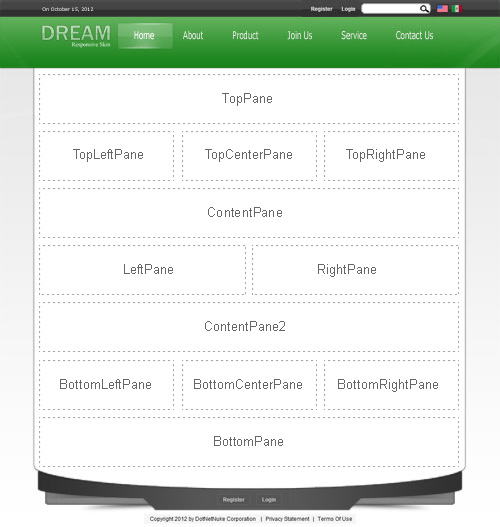 On October 15, 2012 Register Login
DREAM
Responsive Skin
Home About Product Join Us Service Contact Us
TopPane
TopLeftPane TopCenterPane TopRightPane
ContentPane
LeftPane RightPane
ContentPane2
BottomLeftPane BottomCenterPane BottomRightPane
BottomPane
Register Login
Copyright 2012 by DotNetNuke Corporation | Privacy Statement | Terms Of Use